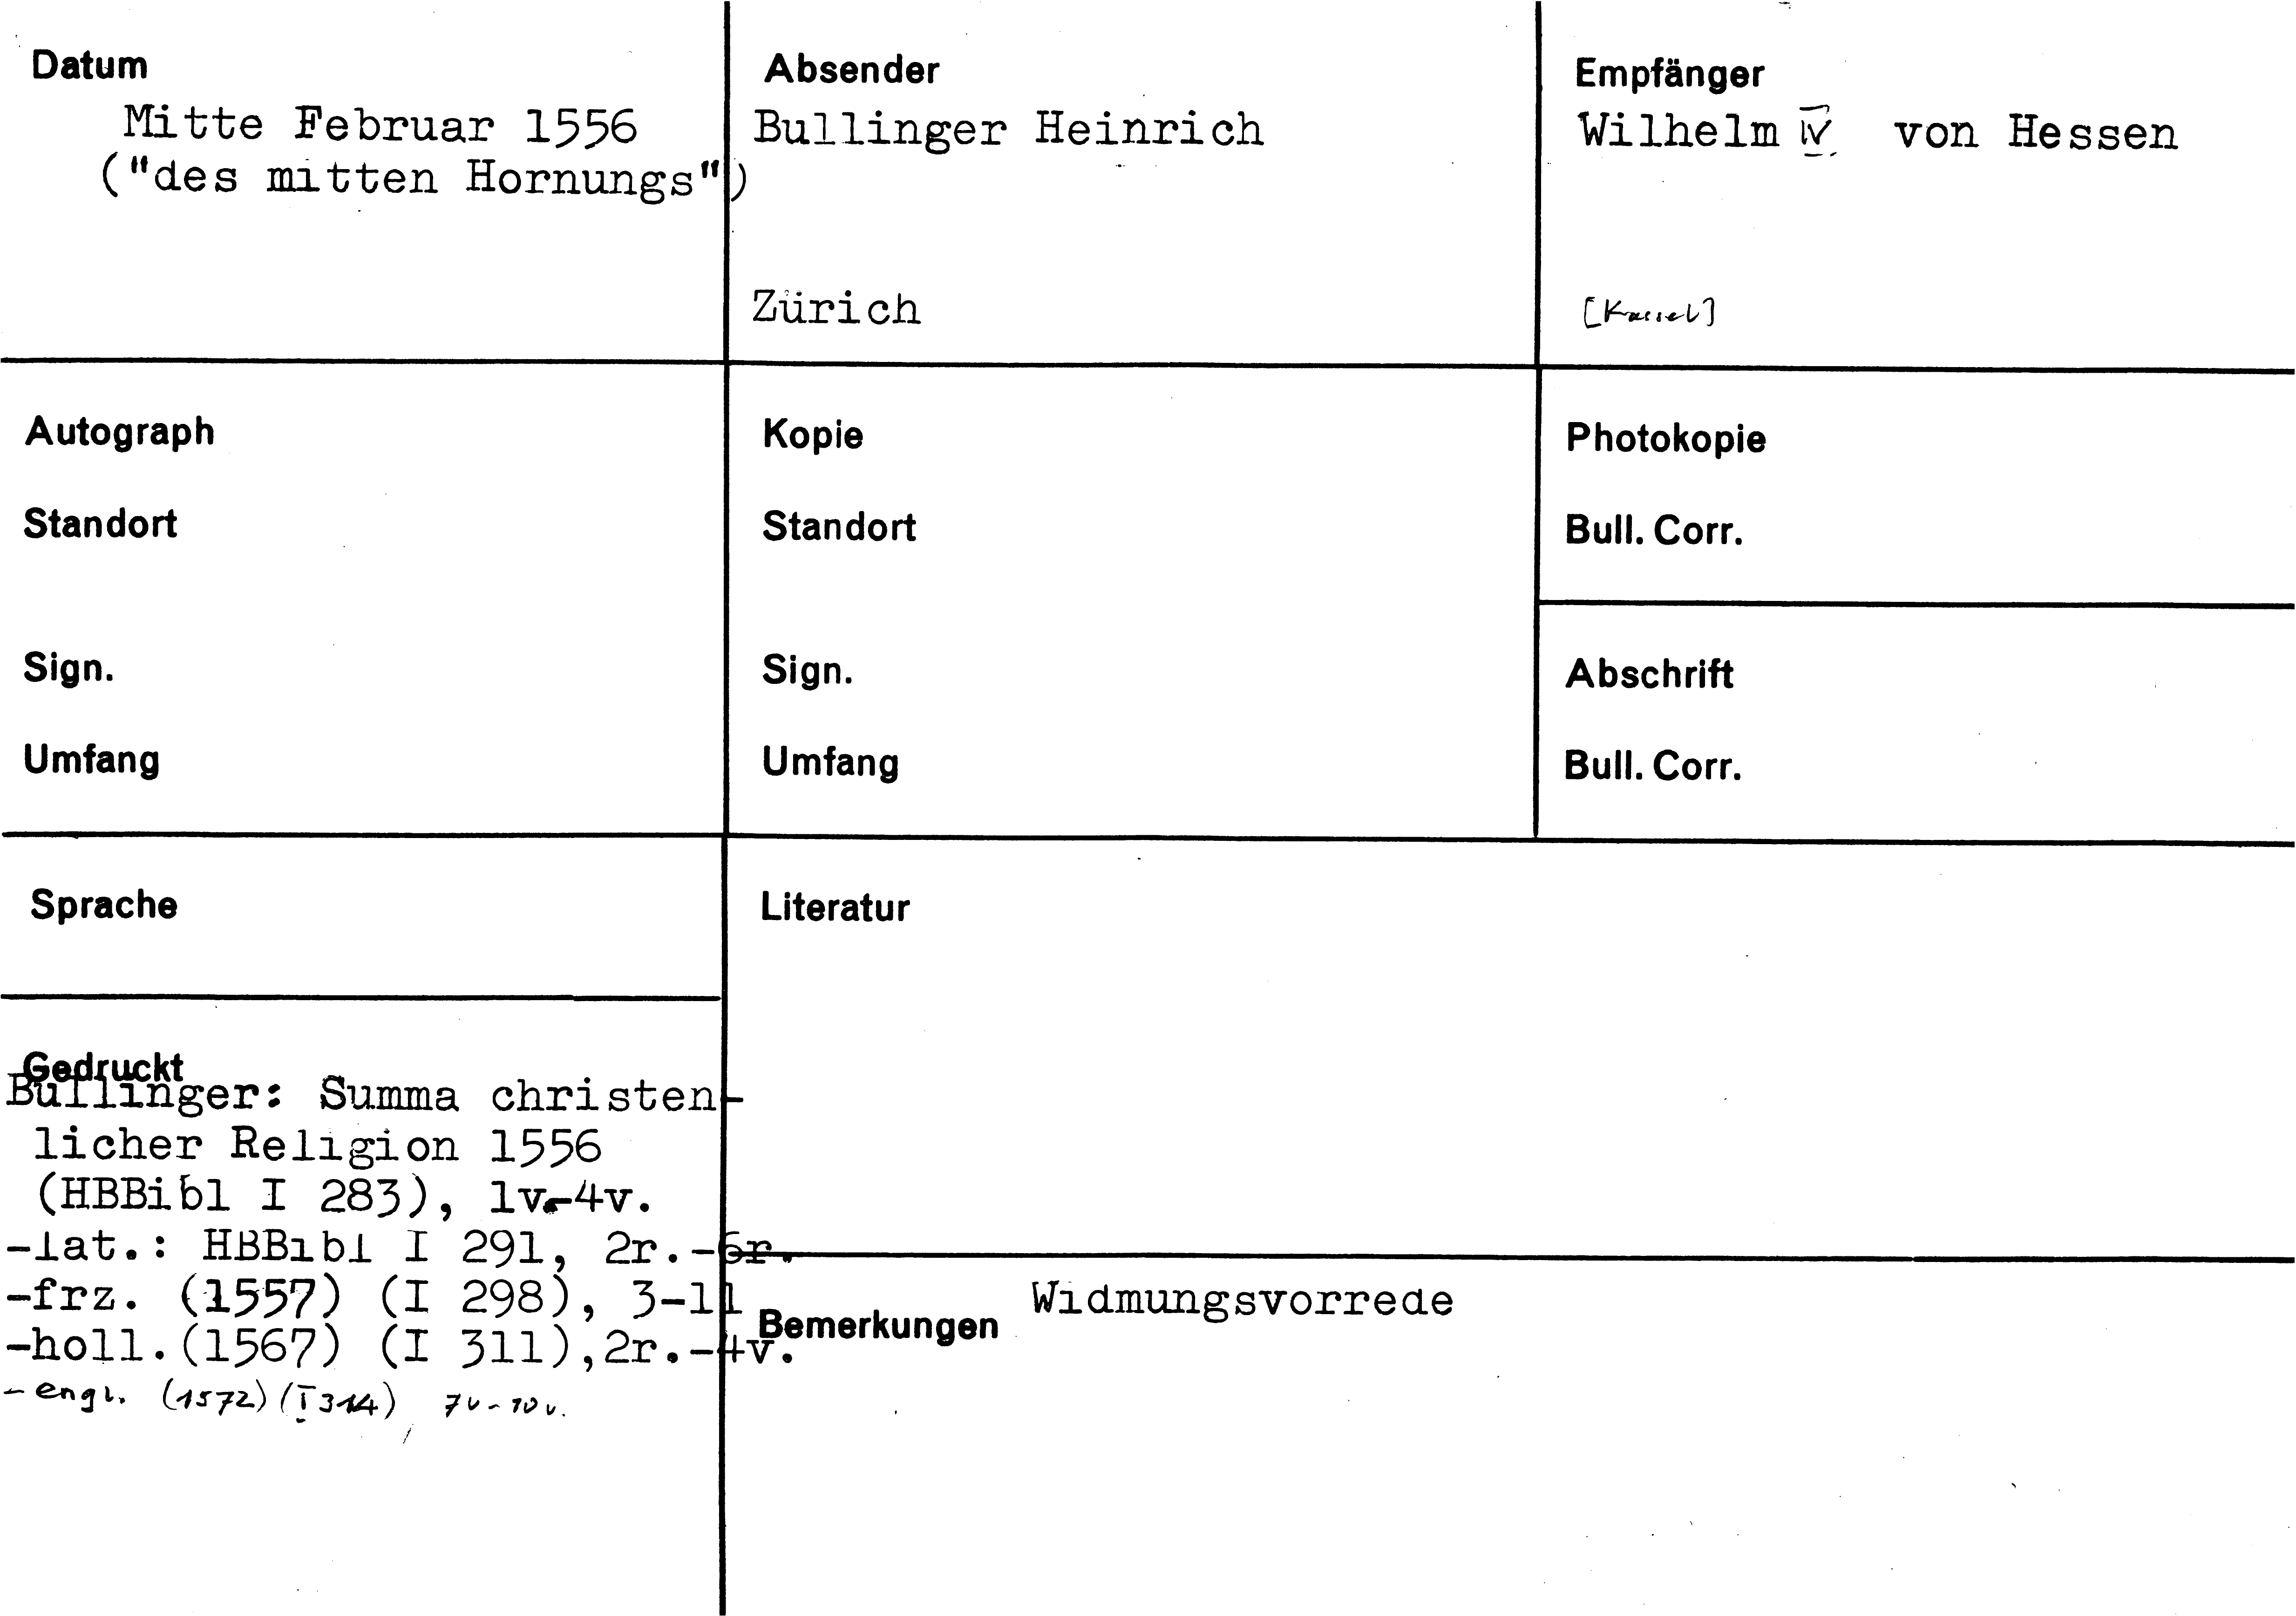 Datum
Mitte Februar 1556
("des mitten Hornungs")
Absender
Bullinger Heinrich
Zürich
Empfänger
Wilhelm IV. von Hessen
[Kassel]
Autograph
Standort
Sign.
Umfang
Kopie
Standort
Sign.
Umfang
Photokopie
Bull. Corr.
Abschrift
Bull. Corr.
Sprache
Literatur
Gedruckt
Bullinger: Summa christen-
licher Religion 1556
(HBBibl I 283), 1v-4v.
-lat.: HBBibl I 291, 2r.-6r.
-frz. (1557) (I 298), 3-11
-holl.(1567) (I 311),2r.-4v.
- engl. (1572) (I 314) 7v-10v.
Bemerkungen
Widmungsvorrede